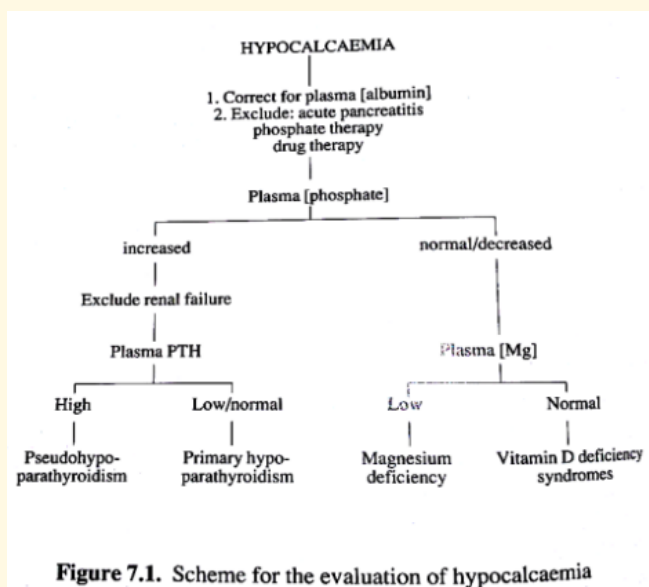 HYPOCALCAEMIA
1. Correct for plasma [albumin]
2. Exclude: acute pancreatitis
phosphate therapy
drug therapy
Plasma [phosphate]
increased
normal/decreased
Exclude renal failure
Plasma PTH
Plasma [Mg]
High
Low/normal
Low
Normal
Pseudohypo-
parathyroidism
Primary hypo-
parathyroidism
Magnesium
deficiency
Vitamin D deficiency
syndromes
Figure 7.1. Scheme for the evaluation of hypocalcaemia